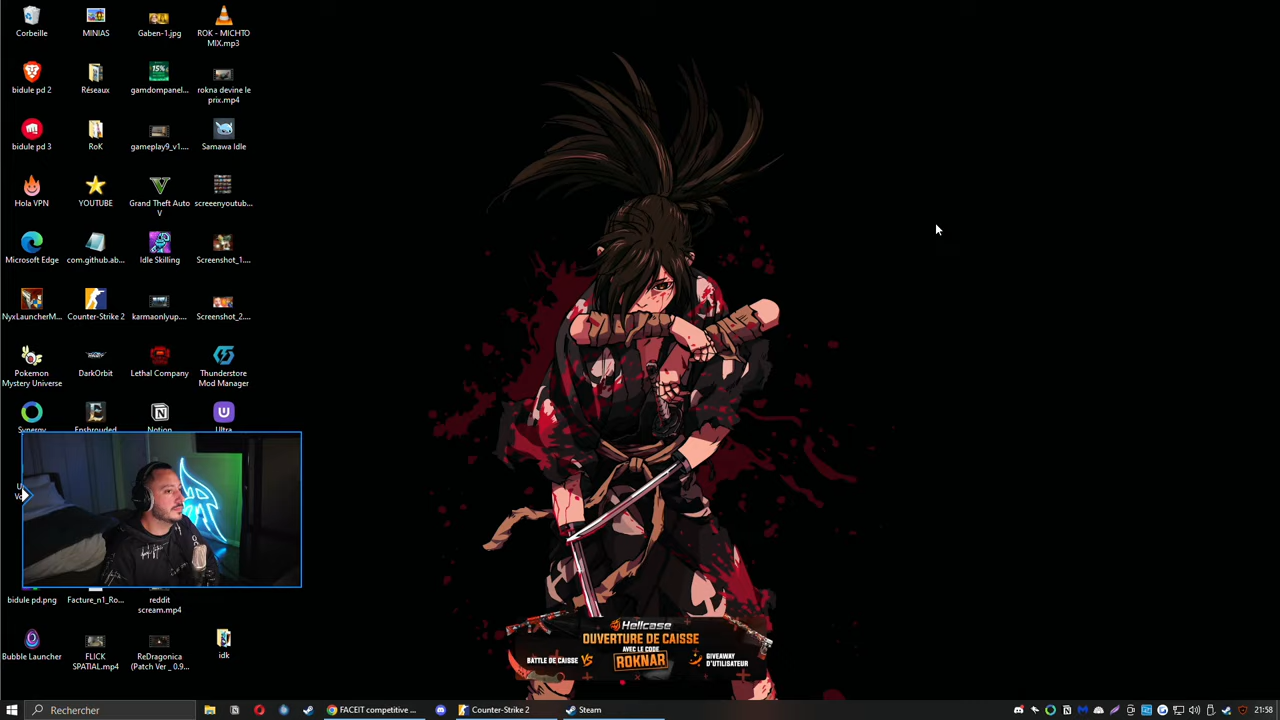 Corbeille
MINIAS
Gaben-1.jpg
ROK - MICHTO
MIX.mp3
bidule pd 2
Réseaux
gamdompanel...
rokna devine le
prix.mp4
bidule pd 3
RoK
gameplay9_v1....
Samawa Idle
Hola VPN
YOUTUBE
Grand Theft Auto
V
screeenyoutub...
Microsoft Edge
com.github.ab...
Idle Skilling
Screenshot_1....
NyxLauncherM...
Counter-Strike 2
karmaonlyup....
Screenshot_2....
Pokemon
Mystery Universe
DarkOrbit
Lethal Company
Thunderstore
Mod Manager
Synergy
Enshrouded
Notion
Ultra
bidule pd.png
Facture_n1_Ro...
reddit
scream.mp4
Bubble Launcher
FLICK
SPATIAL.mp4
ReDragonica
(Patch Ver _ 0.9...
idk
Hellcase
OUVERTURE DE CAISSE
AVEC LE CODE
BATTLE DE CAISSE VS
ROKNAR
GIVEAWAY
D'UTILISATEUR
Rechercher
FACEIT competitive ...
Counter-Strike 2
Steam
21:58